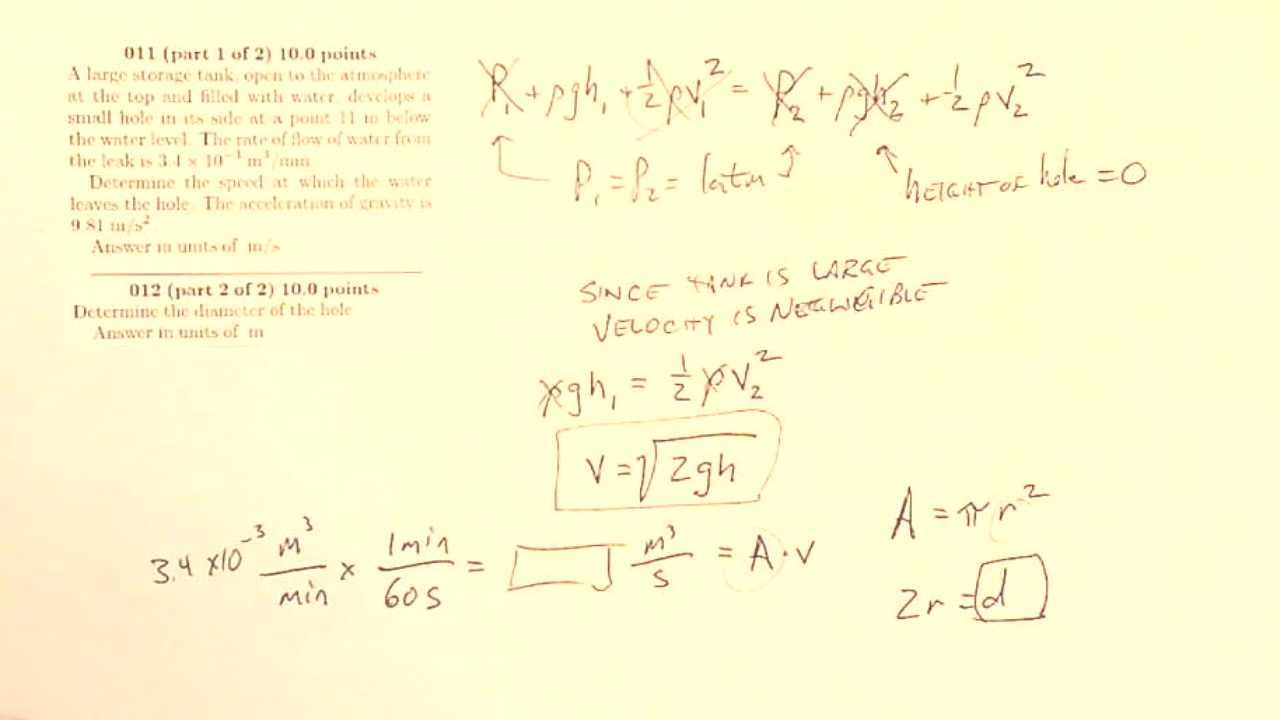 011 (part 1 of 2) 10.0 points
A large storage tank, open to the atmosphere
at the top and filled with water, develops a
small hole in its side at a point 11 m below
the water level. The rate of flow of water from
the leak is 3.4 ×
Determine the speed at which the water
leaves the hole. The acceleration of gravity is
9.81 m/s²
Answer in units of m/s
012 (part 2 of 2) 10.0 points
Determine the diameter of the hole
Answer in units of m
P₁ + ρgh₁ + ½ρv₁² = P₂ + ρgh₂ + ½ρv₂²
P₁ = P₂ = 1atm
HEIGHT OF hole = 0
SINCE TANK IS LARGE
VELOCITY IS
ρgh₁ = ½ρv₂²
v = √2gh
3.4 x10⁻³ m³/min x 1min/60s = m³/s = A·v
A = πr²
2r = d